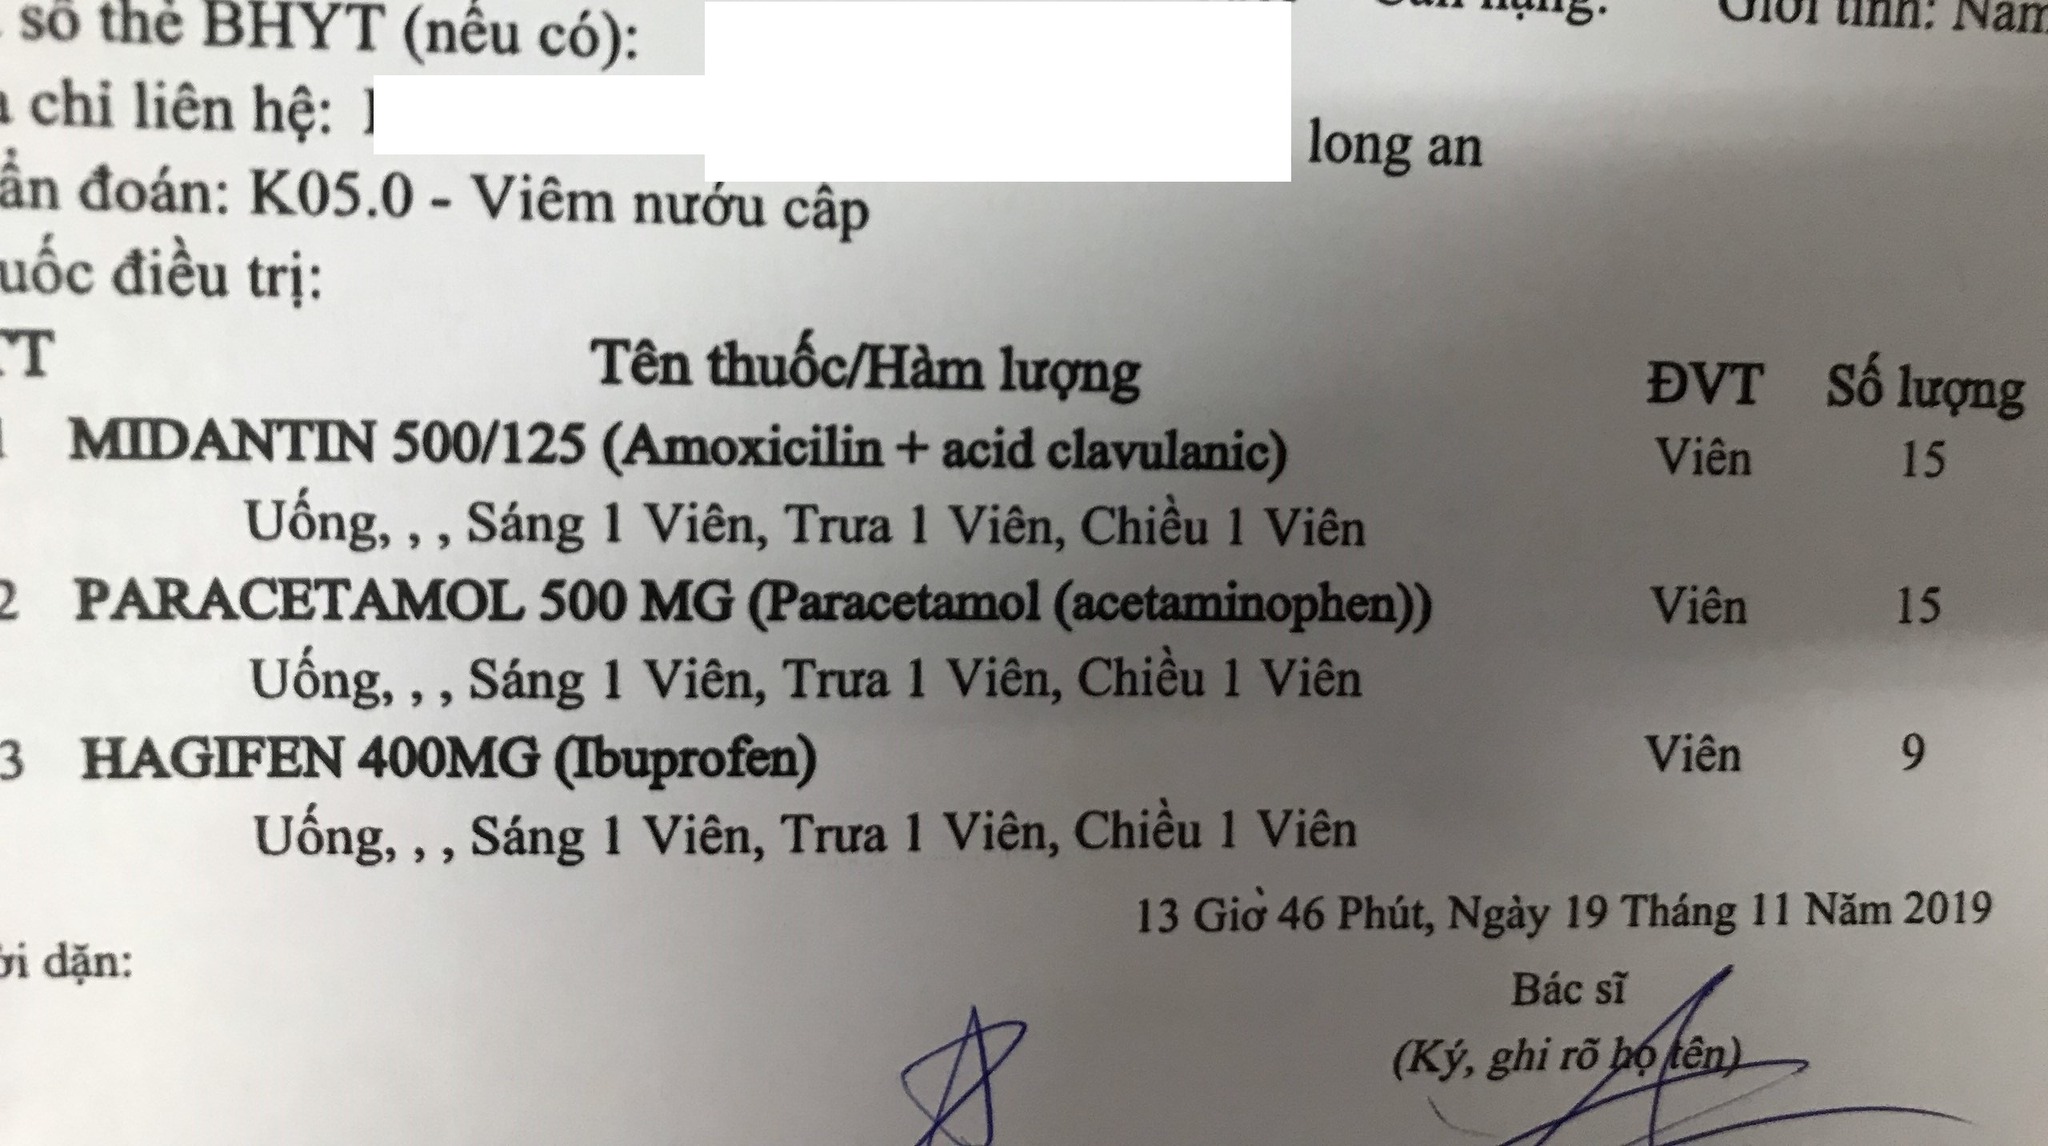 số thẻ BHYT (nếu có):
Giới tính: Nam
chỉ liên hệ:
long an
ẩn đoán: K05.0 - Viêm nướu cấp
uốc điều trị:
TT Tên thuốc/Hàm lượng ĐVT Số lượng
1 MIDANTIN 500/125 (Amoxicilin + acid clavulanic) Viên 15
Uống, , , Sáng 1 Viên, Trưa 1 Viên, Chiều 1 Viên
2 PARACETAMOL 500 MG (Paracetamol (acetaminophen)) Viên 15
Uống, , , Sáng 1 Viên, Trưa 1 Viên, Chiều 1 Viên
3 HAGIFEN 400MG (Ibuprofen) Viên 9
Uống, , , Sáng 1 Viên, Trưa 1 Viên, Chiều 1 Viên
13 Giờ 46 Phút, Ngày 19 Tháng 11 Năm 2019
ời dặn:
Bác sĩ
(Ký, ghi rõ họ tên)